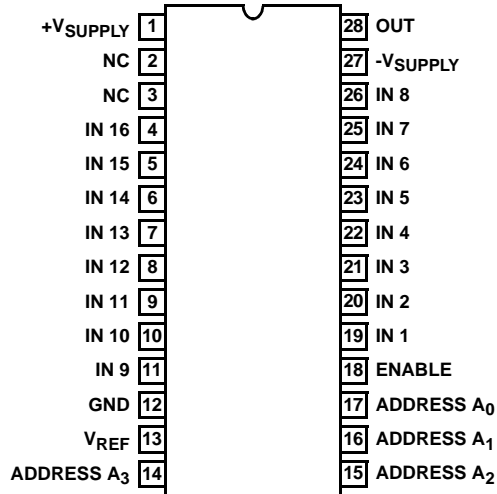 +VSUPPLY 1 28 OUT
NC 2 27 -VSUPPLY
NC 3 26 IN 8
IN 16 4 25 IN 7
IN 15 5 24 IN 6
IN 14 6 23 IN 5
IN 13 7 22 IN 4
IN 12 8 21 IN 3
IN 11 9 20 IN 2
IN 10 10 19 IN 1
IN 9 11 18 ENABLE
GND 12 17 ADDRESS A0
VREF 13 16 ADDRESS A1
ADDRESS A3 14 15 ADDRESS A2